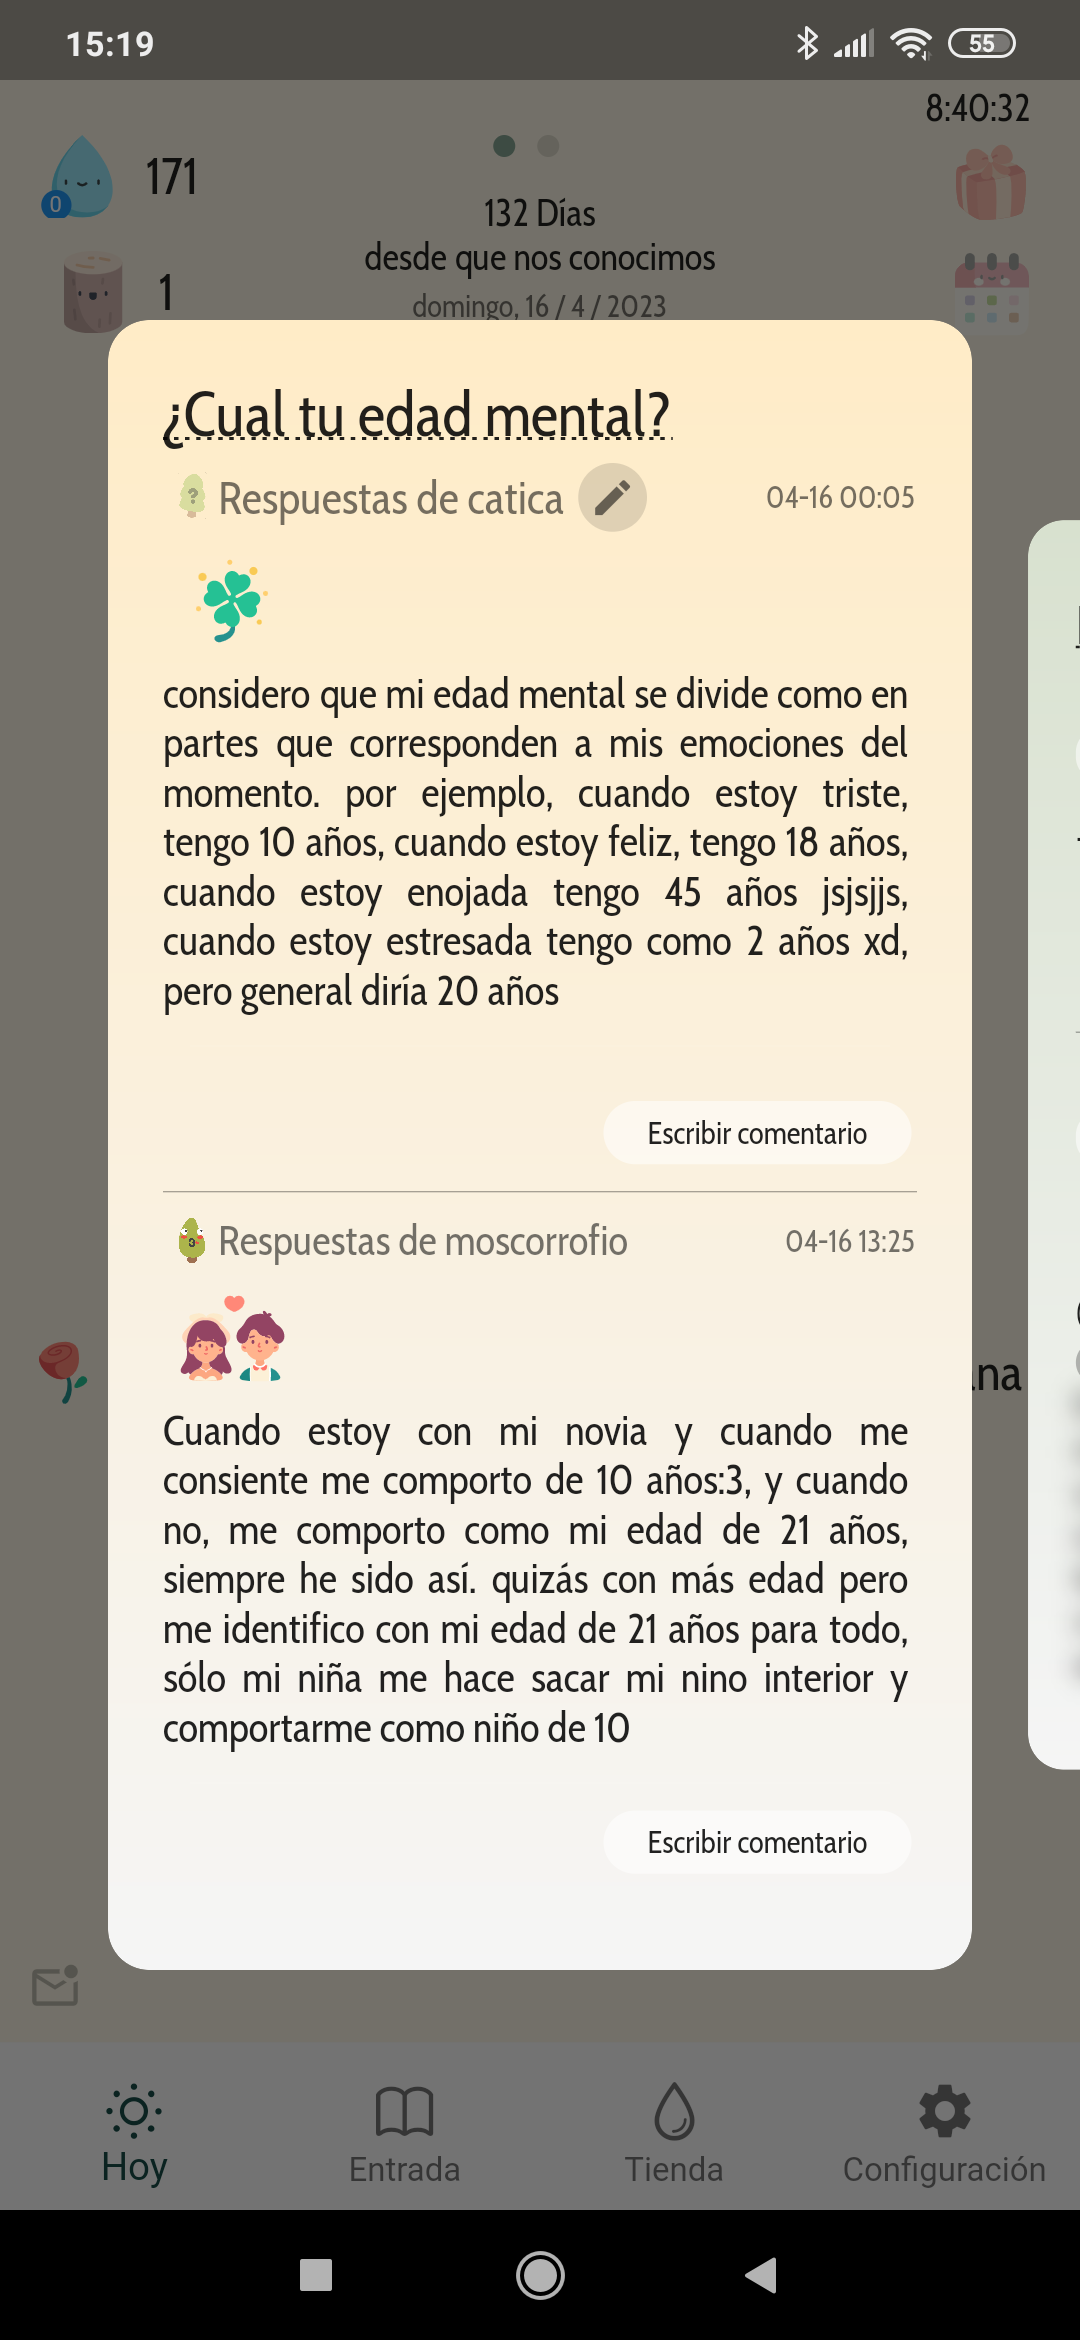 15:19
55
8:40:32
171
0
132 Días
desde que nos conocimos
1
domingo, 16 / 4 / 2023
¿Cual tu edad mental?
Respuestas de catica
04-16 00:05
considero que mi edad mental se divide como en
partes que corresponden a mis emociones del
momento. por ejemplo, cuando estoy triste,
tengo 10 años, cuando estoy feliz, tengo 18 años,
cuando estoy enojada tengo 45 años jsjsjjs,
cuando estoy estresada tengo como 2 años xd,
pero general diría 20 años
Escribir comentario
Respuestas de moscorrofio
04-16 13:25
Cuando estoy con mi novia y cuando me
consiente me comporto de 10 años:3, y cuando
no, me comporto como mi edad de 21 años,
siempre he sido así. quizás con más edad pero
me identifico con mi edad de 21 años para todo,
sólo mi niña me hace sacar mi nino interior y
comportarme como niño de 10
Escribir comentario
Hoy
Entrada
Tienda
Configuración